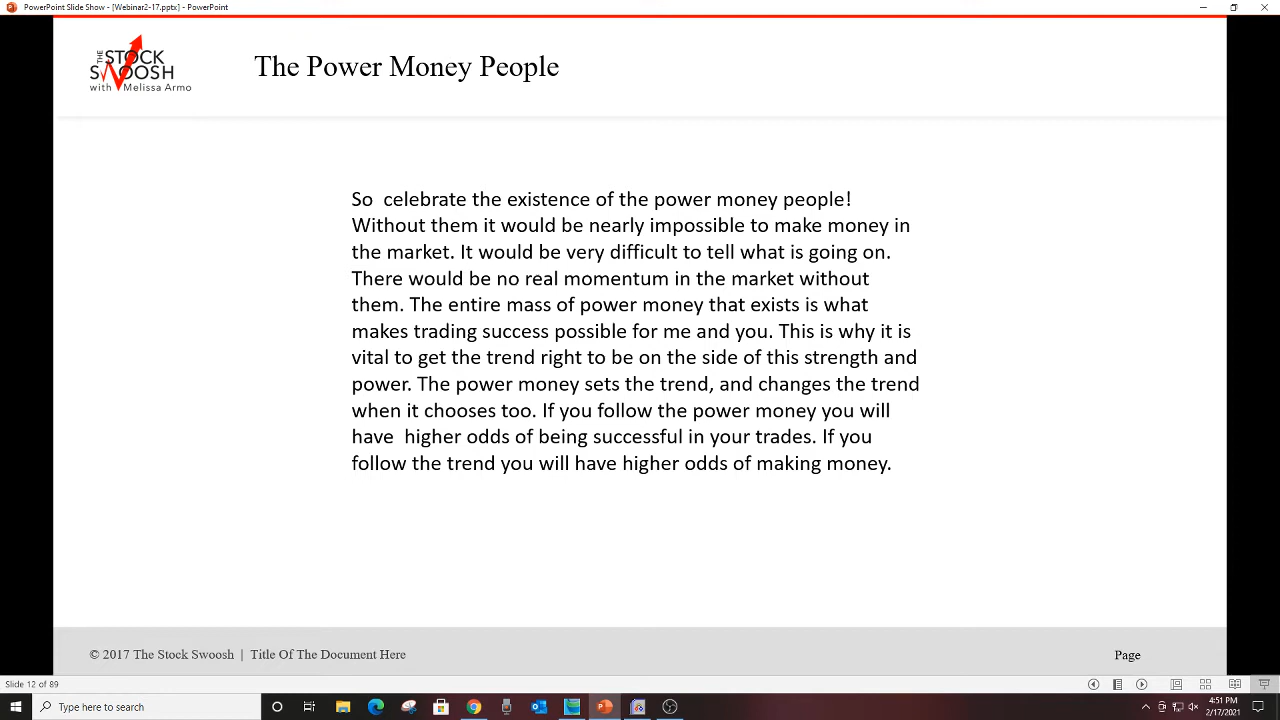 PowerPoint Slide Show - [Webinar2-17.pptx] - PowerPoint
THE STOCK
SWOOSH
with Melissa Armo
The Power Money People
So  celebrate the existence of the power money people!
Without them it would be nearly impossible to make money in
the market. It would be very difficult to tell what is going on.
There would be no real momentum in the market without
them. The entire mass of power money that exists is what
makes trading success possible for me and you. This is why it is
vital to get the trend right to be on the side of this strength and
power. The power money sets the trend, and changes the trend
when it chooses too. If you follow the power money you will
have  higher odds of being successful in your trades. If you
follow the trend you will have higher odds of making money.
© 2017 The Stock Swoosh | Title Of The Document Here
Page
Slide 12 of 89
Type here to search
4:51 PM
2/17/2021